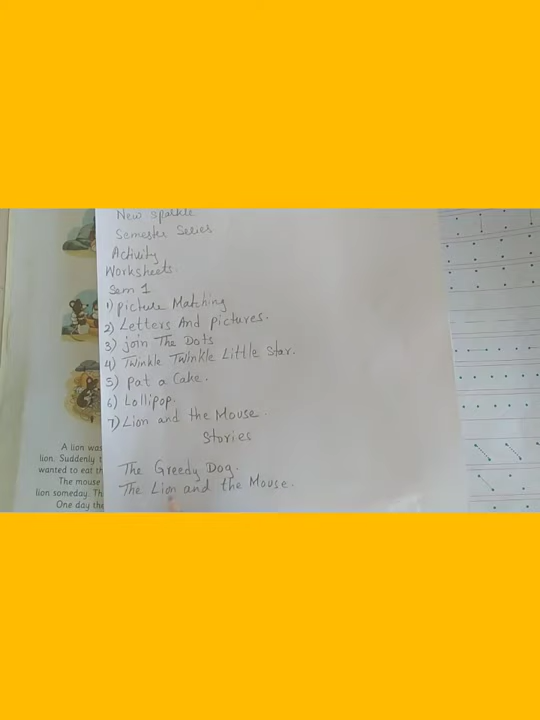 New sparkle
Semester Series
Activity
Worksheets.
Sem 1
1) picture Matching
2) Letters And pictures.
3) join The Dots
4) Twinkle Twinkle Little Star.
5) pat a Cake.
6) Lollipop.
7) Lion and the Mouse.
Stories
The Greedy Dog.
The Lion and the Mouse.
A lion was
lion. Suddenly t
wanted to eat th
The mouse
lion someday. Th
One day the